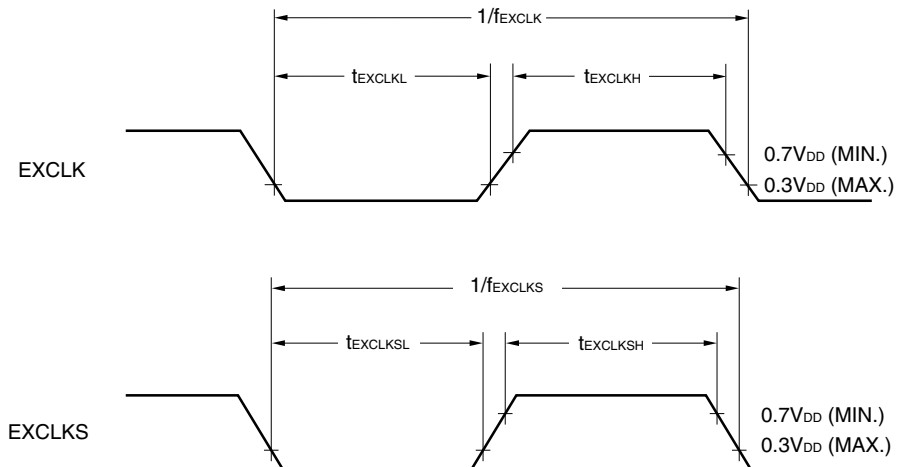 1/fEXCLK
tEXCLKL
tEXCLKH
EXCLK
0.7VDD (MIN.)
0.3VDD (MAX.)
1/fEXCLKS
tEXCLKSL
tEXCLKSH
EXCLKS
0.7VDD (MIN.)
0.3VDD (MAX.)